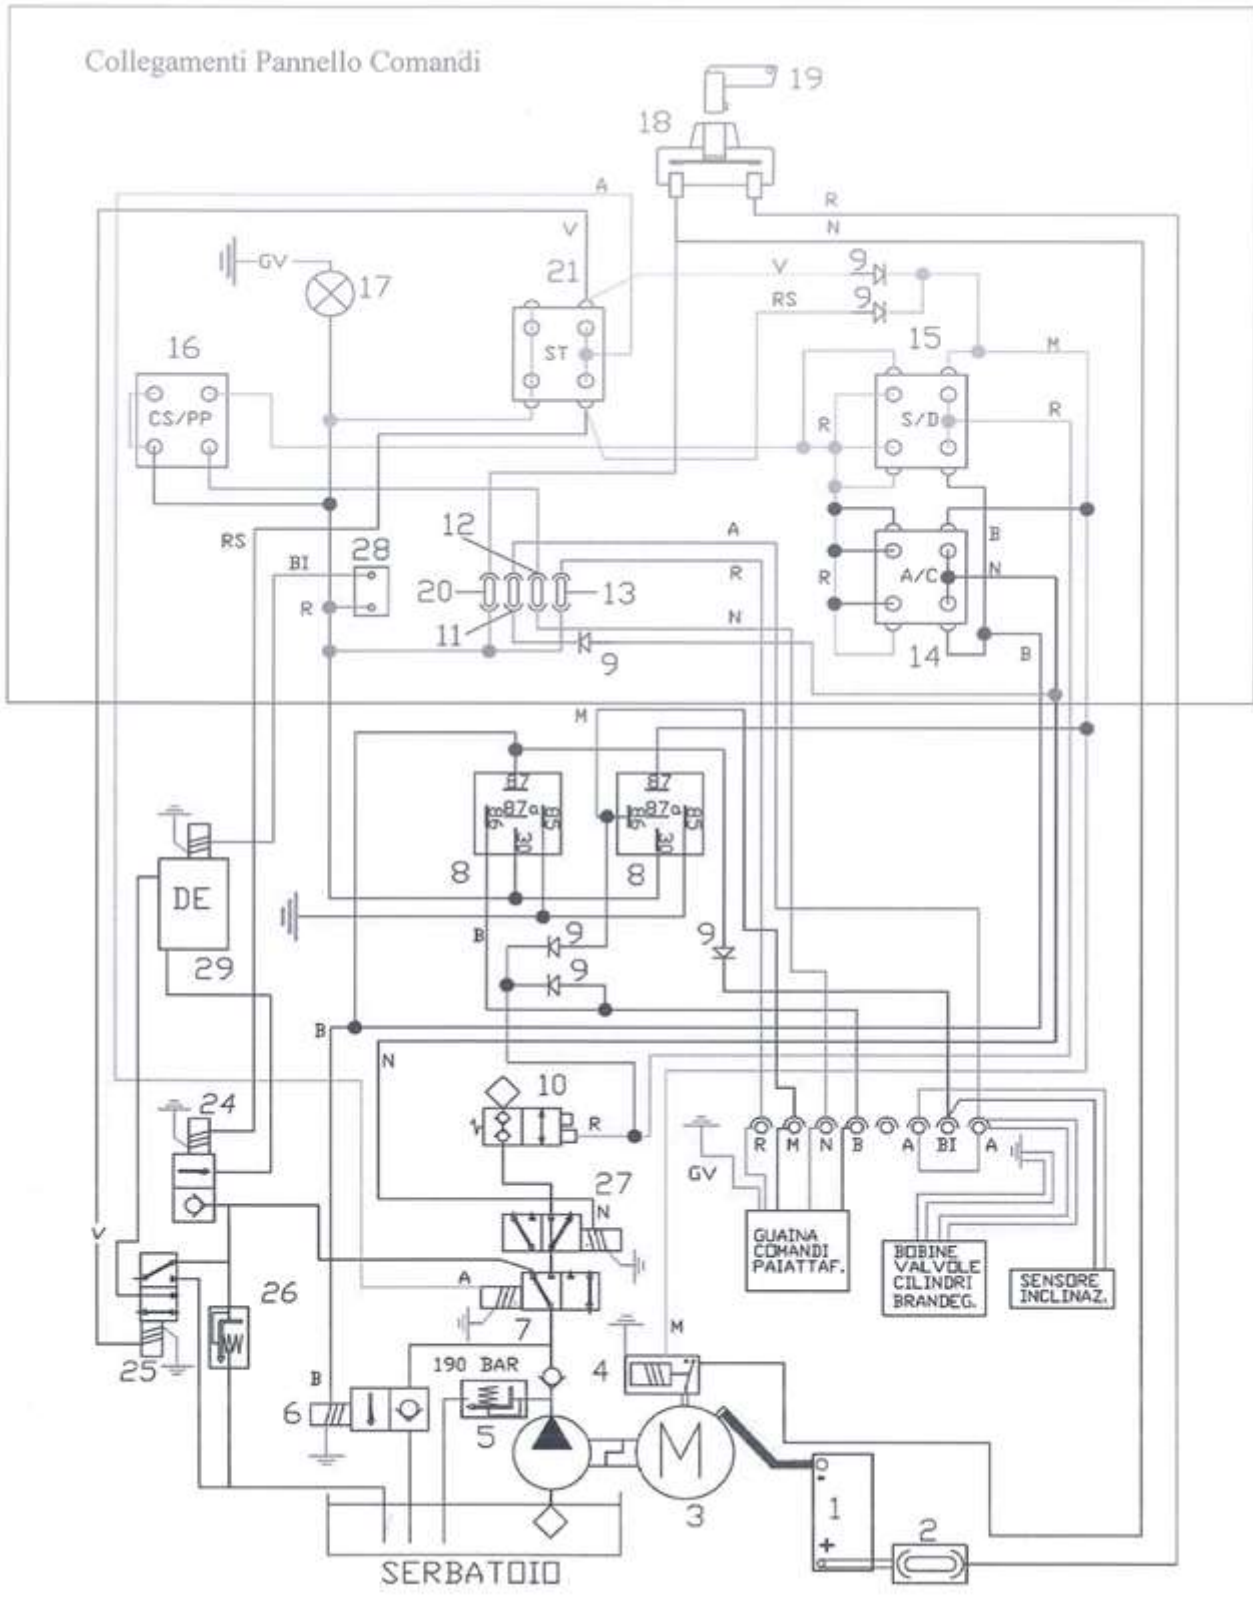 Collegamenti Pannello Comandi
19
18
A
R
N
V
GV
17
21
V
9
RS
9
16
15
M
ST
CS/PP
R
S/D
R
12
A
B
RS
28
BI
R
N
A/C
R
20
13
R
11
N
9
14
B
M
87
87a
86
85
30
87
87a
86
85
30
8
8
DE
B
9
9
9
29
B
N
24
10
R
R
M
N
B
A
BI
A
GV
27
N
V
GUAINA
COMANDI
PAIATTAF.
BOBINE
VALVOLE
CILINDRI
BRANDEG.
SENSORE
INCLINAZ.
A
26
7
M
25
190 BAR
4
B
6
5
M
3
1
-
+
2
SERBATOIO